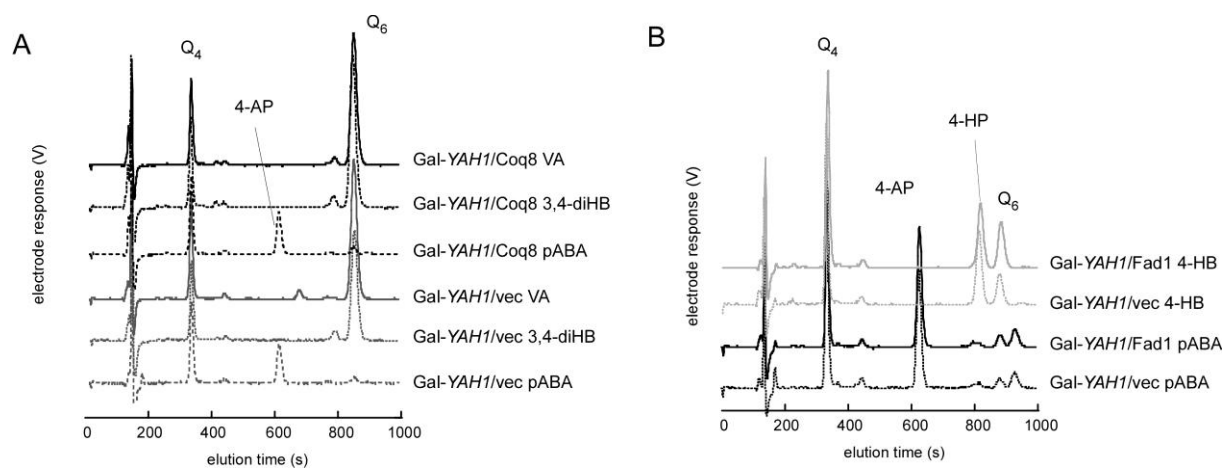 A
Q4
Q6
4-AP
Gal-YAH1/Coq8 VA
Gal-YAH1/Coq8 3,4-diHB
Gal-YAH1/Coq8 pABA
Gal-YAH1/vec VA
Gal-YAH1/vec 3,4-diHB
Gal-YAH1/vec pABA
electrode response (V)
0 200 400 600 800 1000
elution time (s)
B
Q4
4-HP
4-AP
Q6
Gal-YAH1/Fad1 4-HB
Gal-YAH1/vec 4-HB
Gal-YAH1/Fad1 pABA
Gal-YAH1/vec pABA
electrode response (V)
0 200 400 600 800 1000
elution time (s)